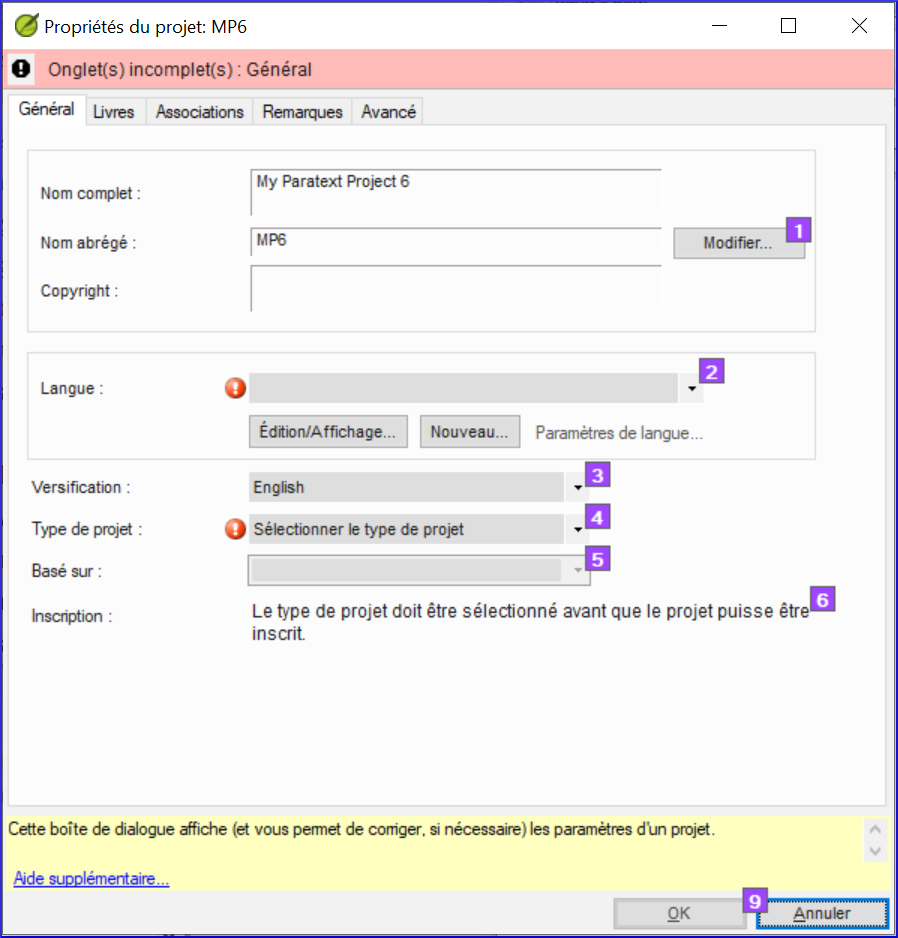 Propriétés du projet: MP6
Onglet(s) incomplet(s) : Général
Général Livres Associations Remarques Avancé
Nom complet : My Paratext Project 6
Nom abrégé : MP6 Modifier... 1
Copyright :
Langue : 2
Édition/Affichage... Nouveau... Paramètres de langue...
Versification : English 3
Type de projet : Sélectionner le type de projet 4
Basé sur : 5
Inscription : Le type de projet doit être sélectionné avant que le projet puisse être 6
inscrit.
Cette boîte de dialogue affiche (et vous permet de corriger, si nécessaire) les paramètres d'un projet.
Aide supplémentaire...
OK 9 Annuler